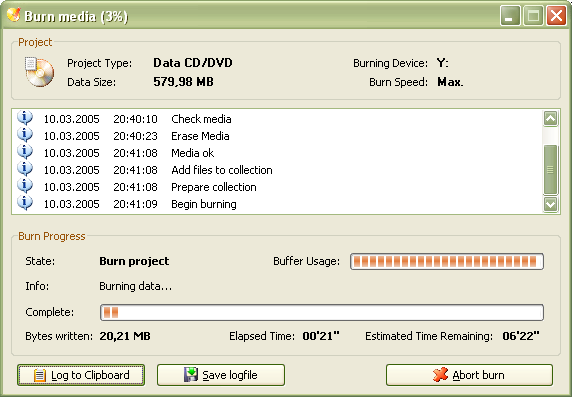 Burn media (3%)
Project
Project Type: Data CD/DVD Burning Device: Y:
Data Size: 579,98 MB Burn Speed: Max.
10.03.2005 20:40:10 Check media
10.03.2005 20:40:23 Erase Media
10.03.2005 20:41:08 Media ok
10.03.2005 20:41:08 Add files to collection
10.03.2005 20:41:08 Prepare collection
10.03.2005 20:41:09 Begin burning
Burn Progress
State: Burn project Buffer Usage:
Info: Burning data...
Complete:
Bytes written: 20,21 MB Elapsed Time: 00'21" Estimated Time Remaining: 06'22"
Log to Clipboard Save logfile Abort burn